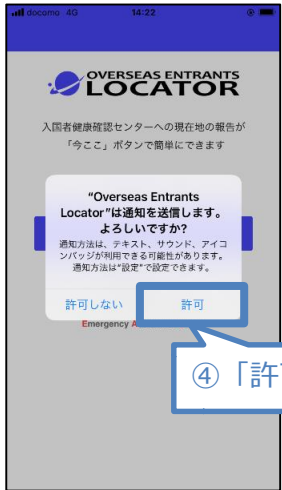 docomo 4G 14:22
OVERSEAS ENTRANTS
LOCATOR
入国者健康確認センターへの現在地の報告が
「今ここ」ボタンで簡単にできます
"Overseas Entrants
Locator"は通知を送信します。
よろしいですか?
通知方法は、テキスト、サウンド、アイコ
ンバッジが利用できる可能性があります。
通知方法は"設定"で設定できます。
許可しない 許可
Emergency A
④「許